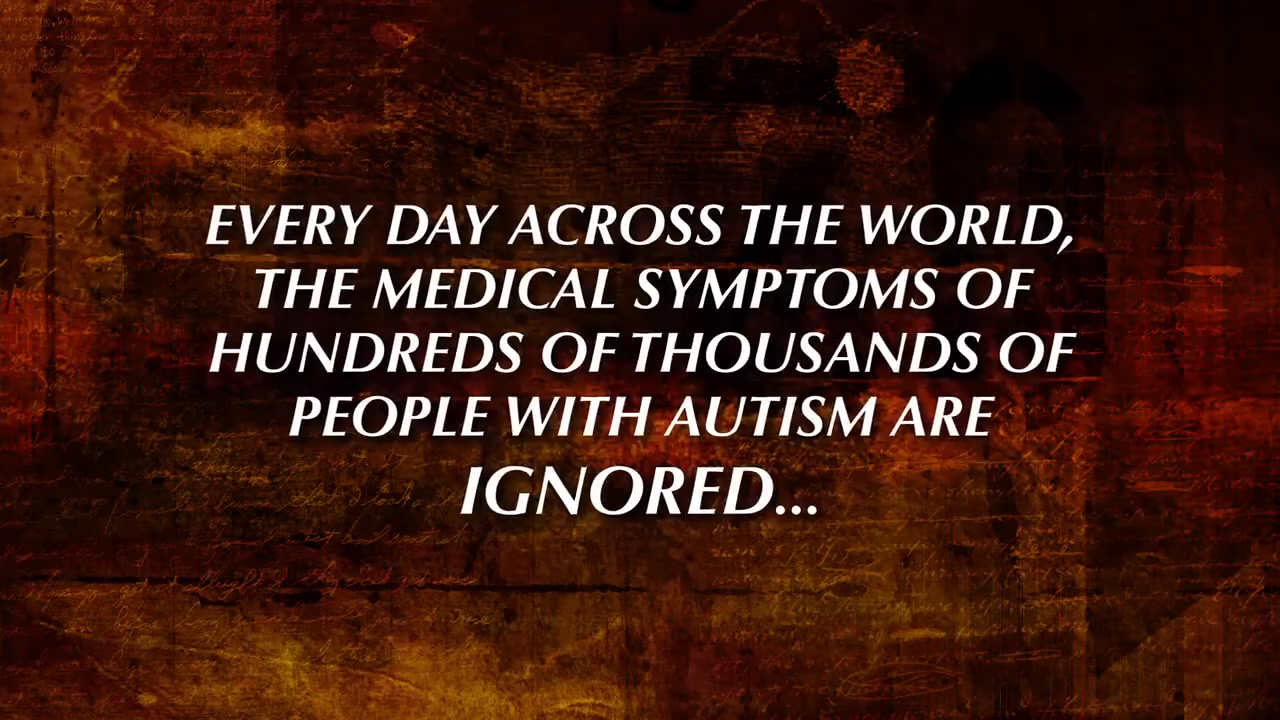 EVERY DAY ACROSS THE WORLD,
THE MEDICAL SYMPTOMS OF
HUNDREDS OF THOUSANDS OF
PEOPLE WITH AUTISM ARE
IGNORED...